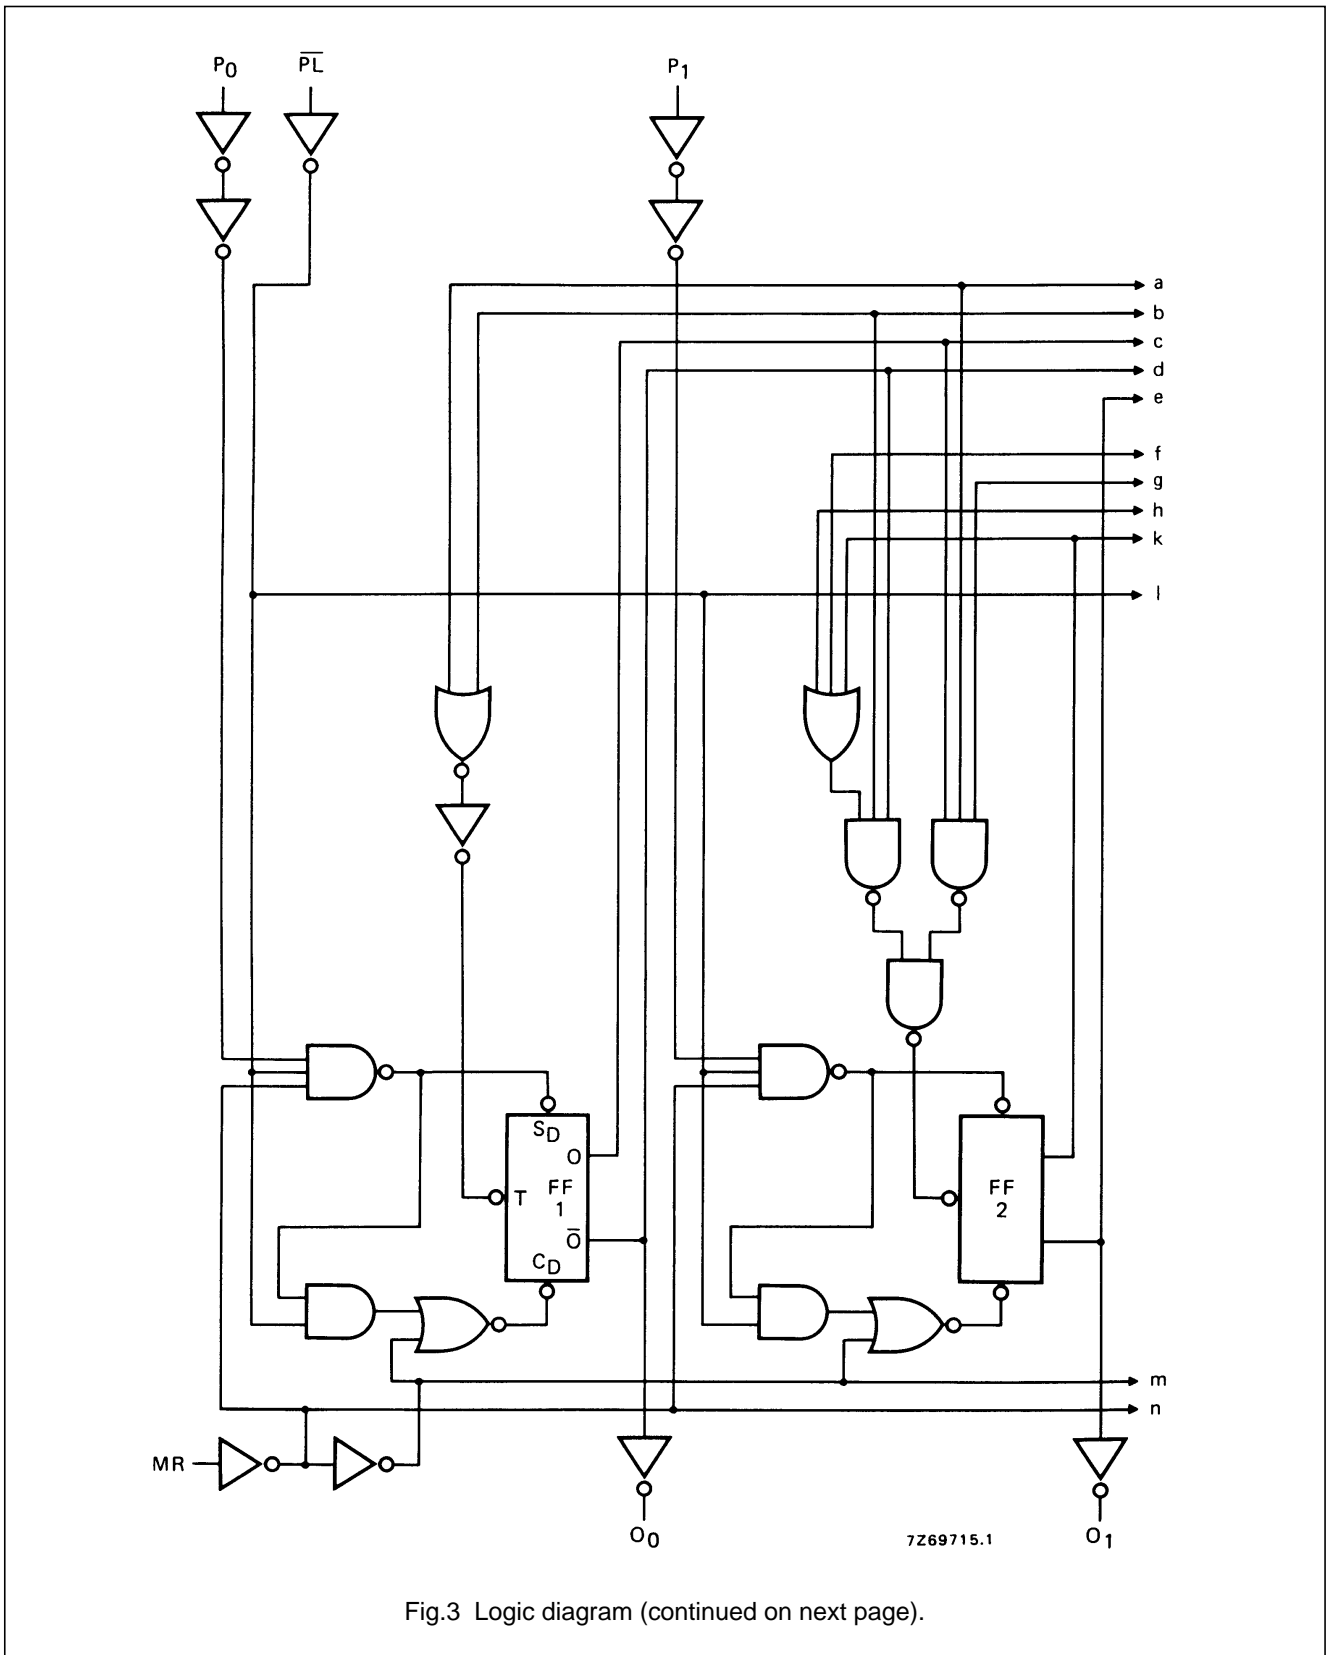 P0 P̅L̅ P1
a
b
c
d
e
f
g
h
k
l
SD
O
T FF
1
O̅
CD
FF
2
m
n
MR
O0 7Z69715.1 O1
Fig.3 Logic diagram (continued on next page).